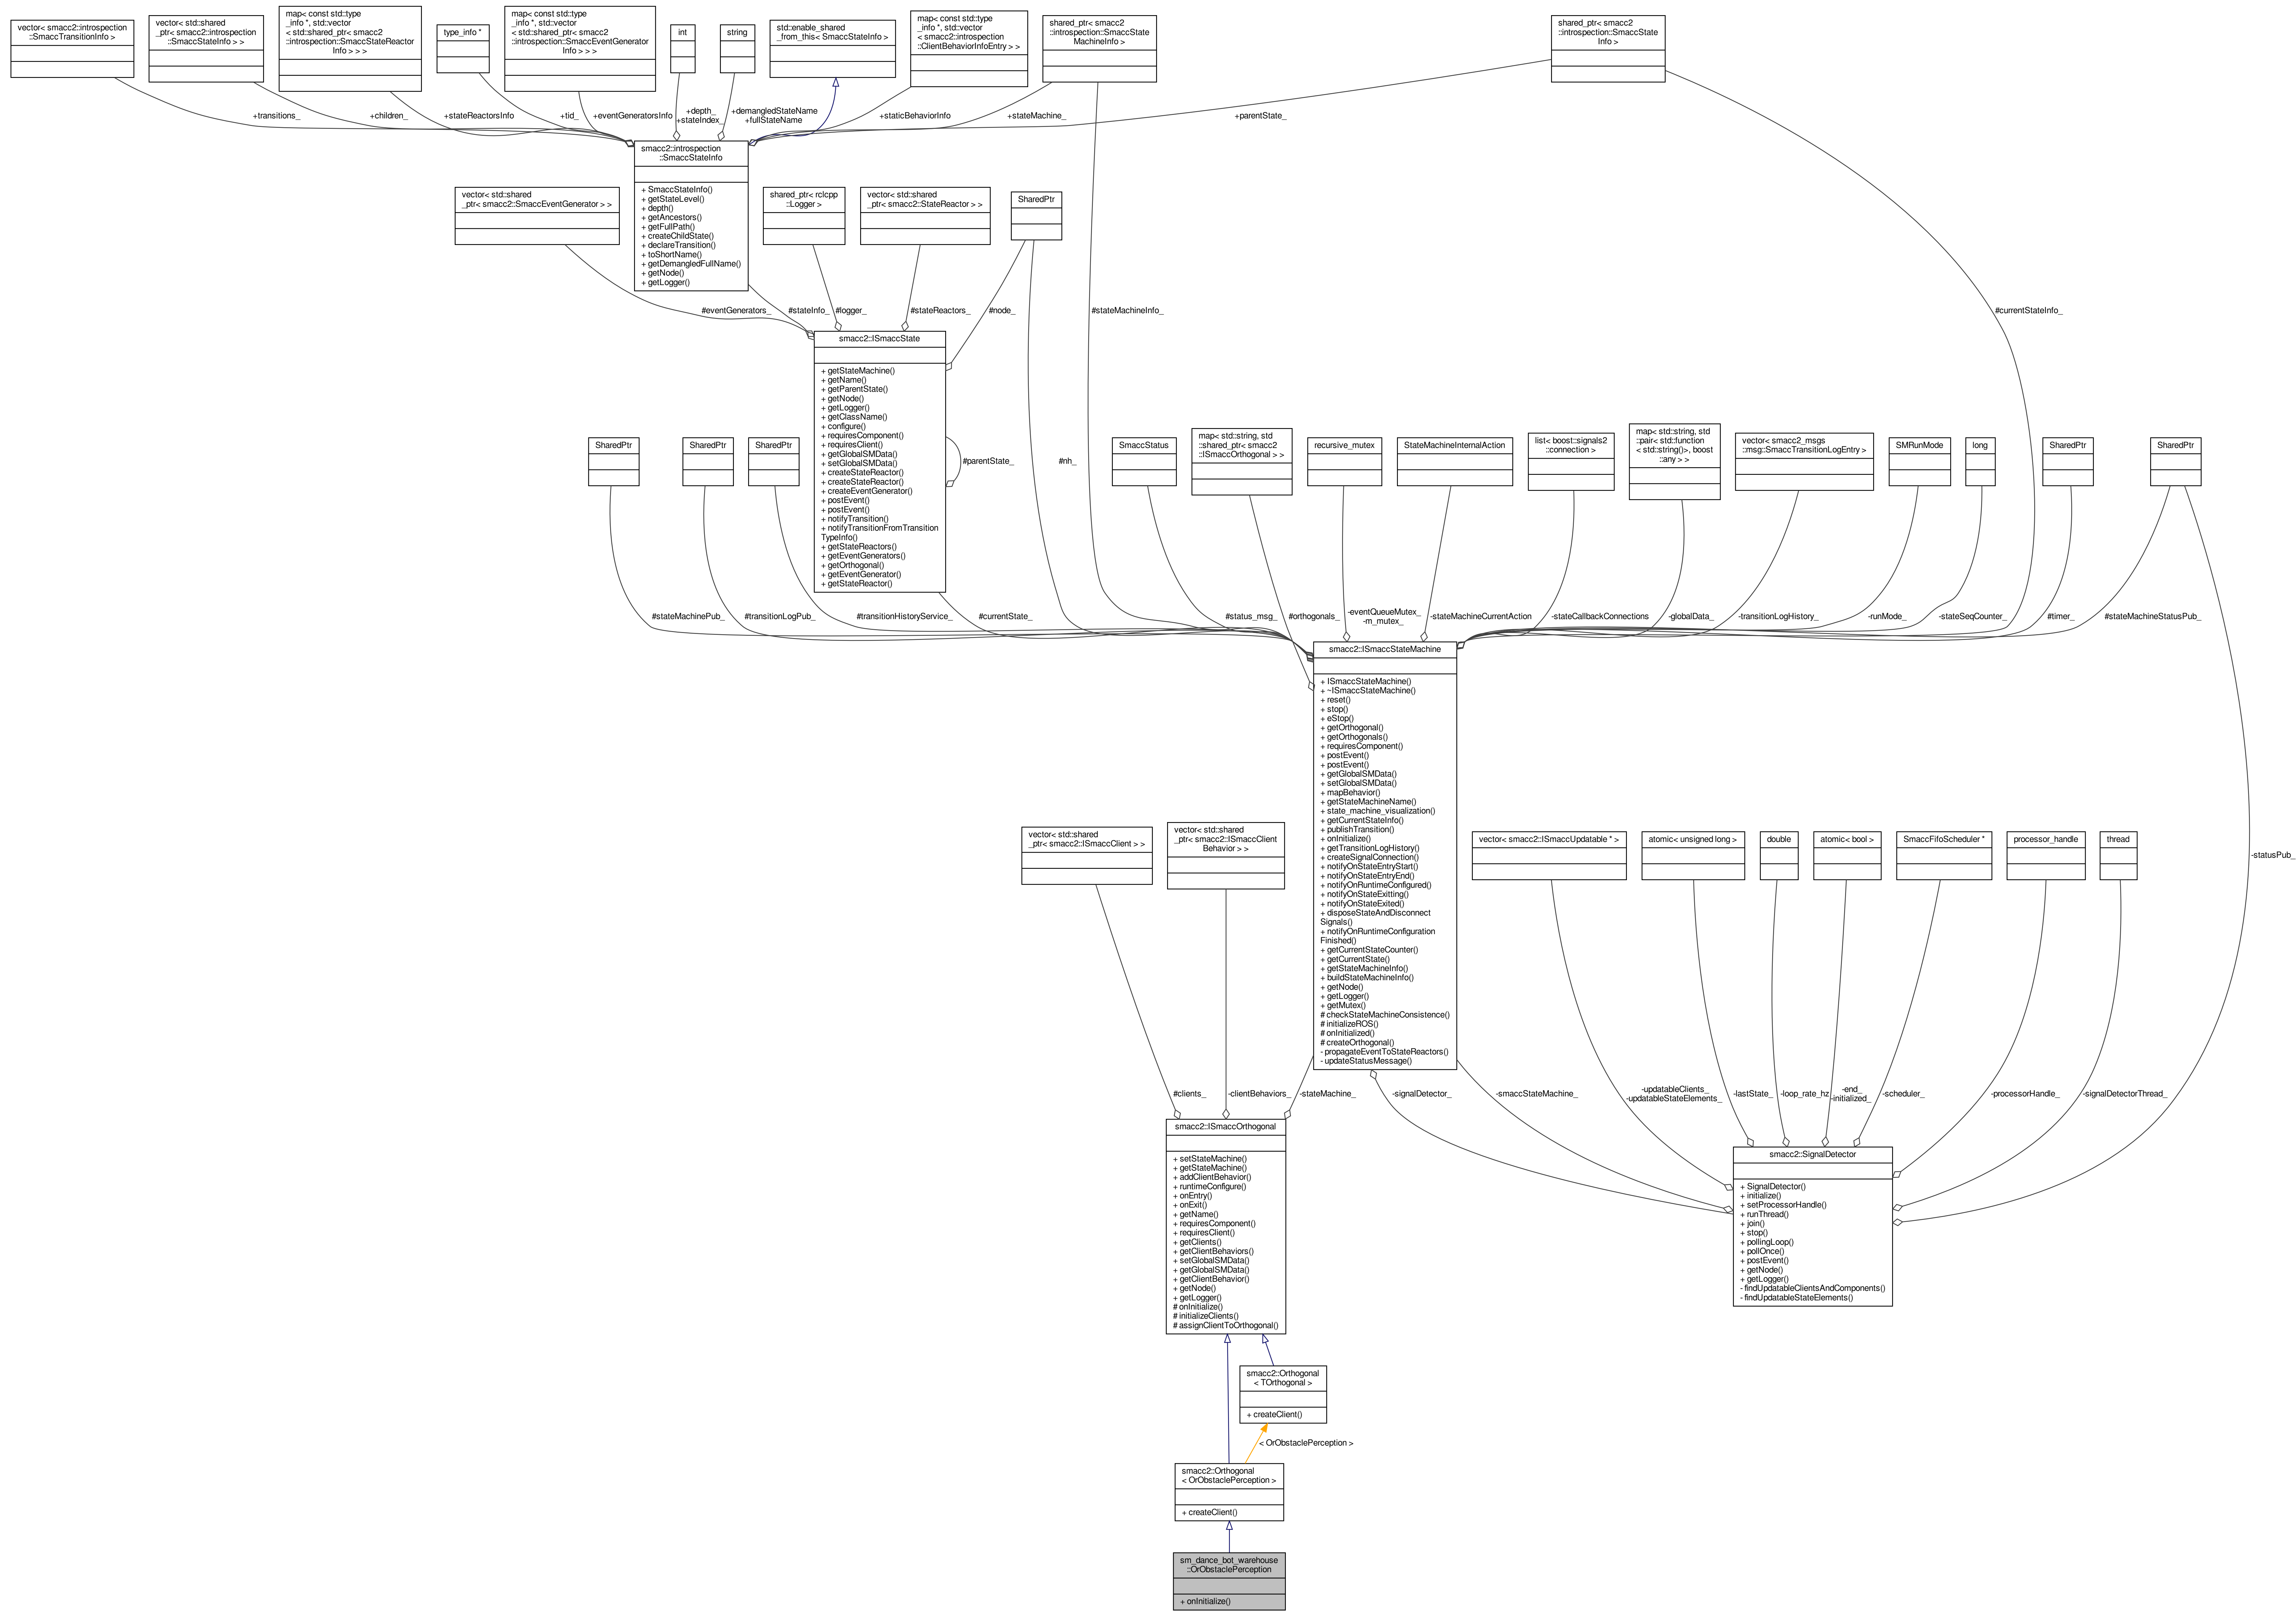 vector< smacc2::introspection
::SmaccTransitionInfo >
vector< std::shared
_ptr< smacc2::introspection
::SmaccStateInfo > >
map< const std::type
_info *, std::vector
< std::shared_ptr< smacc2
::introspection::SmaccStateReactor
Info > > >
type_info *
map< const std::type
_info *, std::vector
< std::shared_ptr< smacc2
::introspection::SmaccEventGenerator
Info > > >
int
string
std::enable_shared
_from_this< SmaccStateInfo >
map< const std::type
_info *, std::vector
< smacc2::introspection
::ClientBehaviorInfoEntry > >
shared_ptr< smacc2
::introspection::SmaccState
MachineInfo >
shared_ptr< smacc2
::introspection::SmaccState
Info >
+transitions_
+children_
+stateReactorsInfo
+tid_
+eventGeneratorsInfo
+depth_
+stateIndex_
+demangledStateName
+fullStateName
+staticBehaviorInfo
+stateMachine_
+parentState_
smacc2::introspection
::SmaccStateInfo
+ SmaccStateInfo()
+ getStateLevel()
+ depth()
+ getAncestors()
+ getFullPath()
+ createChildState()
+ declareTransition()
+ toShortName()
+ getDemangledFullName()
+ getNode()
+ getLogger()
vector< std::shared
_ptr< smacc2::SmaccEventGenerator > >
shared_ptr< rclcpp
::Logger >
vector< std::shared
_ptr< smacc2::StateReactor > >
SharedPtr
#eventGenerators_
#stateInfo_
#logger_
#stateReactors_
#node_
#stateMachineInfo_
#currentStateInfo_
smacc2::ISmaccState
+ getStateMachine()
+ getName()
+ getParentState()
+ getNode()
+ getLogger()
+ getClassName()
+ configure()
+ requiresComponent()
+ requiresClient()
+ getGlobalSMData()
+ setGlobalSMData()
+ createStateReactor()
+ createStateReactor()
+ createEventGenerator()
+ postEvent()
+ postEvent()
+ notifyTransition()
+ notifyTransitionFromTransition
TypeInfo()
+ getStateReactors()
+ getEventGenerators()
+ getOrthogonal()
+ getEventGenerator()
+ getStateReactor()
#parentState_
#nh_
SharedPtr
SharedPtr
SharedPtr
SmaccStatus
map< std::string, std
::shared_ptr< smacc2
::ISmaccOrthogonal > >
recursive_mutex
StateMachineInternalAction
list< boost::signals2
::connection >
map< std::string, std
::pair< std::function
< std::string()>, boost
::any > >
vector< smacc2_msgs
::msg::SmaccTransitionLogEntry >
SMRunMode
long
SharedPtr
SharedPtr
#stateMachinePub_
#transitionLogPub_
#transitionHistoryService_
#currentState_
#status_msg_
#orthogonals_
-eventQueueMutex_
-m_mutex_
-stateMachineCurrentAction
-stateCallbackConnections
-globalData_
-transitionLogHistory_
-runMode_
-stateSeqCounter_
#timer_
#stateMachineStatusPub_
smacc2::ISmaccStateMachine
+ ISmaccStateMachine()
+ ~ISmaccStateMachine()
+ reset()
+ stop()
+ eStop()
+ getOrthogonal()
+ getOrthogonals()
+ requiresComponent()
+ postEvent()
+ postEvent()
+ getGlobalSMData()
+ setGlobalSMData()
+ mapBehavior()
+ getStateMachineName()
+ state_machine_visualization()
+ getCurrentStateInfo()
+ publishTransition()
+ onInitialize()
+ getTransitionLogHistory()
+ createSignalConnection()
+ notifyOnStateEntryStart()
+ notifyOnStateEntryEnd()
+ notifyOnRuntimeConfigured()
+ notifyOnStateExitting()
+ notifyOnStateExited()
+ disposeStateAndDisconnect
Signals()
+ notifyOnRuntimeConfiguration
Finished()
+ getCurrentStateCounter()
+ getCurrentState()
+ getStateMachineInfo()
+ buildStateMachineInfo()
+ getNode()
+ getLogger()
+ getMutex()
# checkStateMachineConsistence()
# initializeROS()
# onInitialized()
# createOrthogonal()
- propagateEventToStateReactors()
- updateStatusMessage()
vector< std::shared
_ptr< smacc2::ISmaccClient > >
vector< std::shared
_ptr< smacc2::ISmaccClient
Behavior > >
vector< smacc2::ISmaccUpdatable * >
atomic< unsigned long >
double
atomic< bool >
SmaccFifoScheduler *
processor_handle
thread
-statusPub_
#clients_
-clientBehaviors_
-stateMachine_
-signalDetector_
-smaccStateMachine_
-updatableClients_
-updatableStateElements_
-lastState_
-loop_rate_hz
-end_
-initialized_
-scheduler_
-processorHandle_
-signalDetectorThread_
smacc2::ISmaccOrthogonal
+ setStateMachine()
+ getStateMachine()
+ addClientBehavior()
+ runtimeConfigure()
+ onEntry()
+ onExit()
+ getName()
+ requiresComponent()
+ requiresClient()
+ getClients()
+ getClientBehaviors()
+ setGlobalSMData()
+ getGlobalSMData()
+ getClientBehavior()
+ getNode()
+ getLogger()
# onInitialize()
# initializeClients()
# assignClientToOrthogonal()
smacc2::SignalDetector
+ SignalDetector()
+ initialize()
+ setProcessorHandle()
+ runThread()
+ join()
+ stop()
+ pollingLoop()
+ pollOnce()
+ postEvent()
+ getNode()
+ getLogger()
- findUpdatableClientsAndComponents()
- findUpdatableStateElements()
smacc2::Orthogonal
< TOrthogonal >
+ createClient()
< OrObstaclePerception >
smacc2::Orthogonal
< OrObstaclePerception >
+ createClient()
sm_dance_bot_warehouse
::OrObstaclePerception
+ onInitialize()